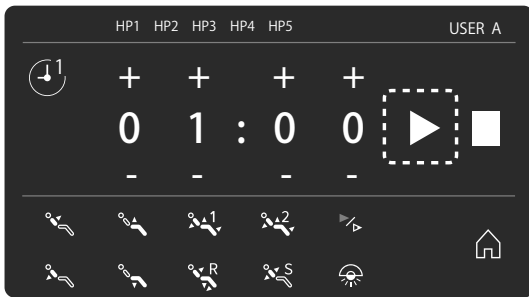 HP1 HP2 HP3 HP4 HP5 USER A
1
+ + + +
0 1 : 0 0
- - - -
1 2
R S